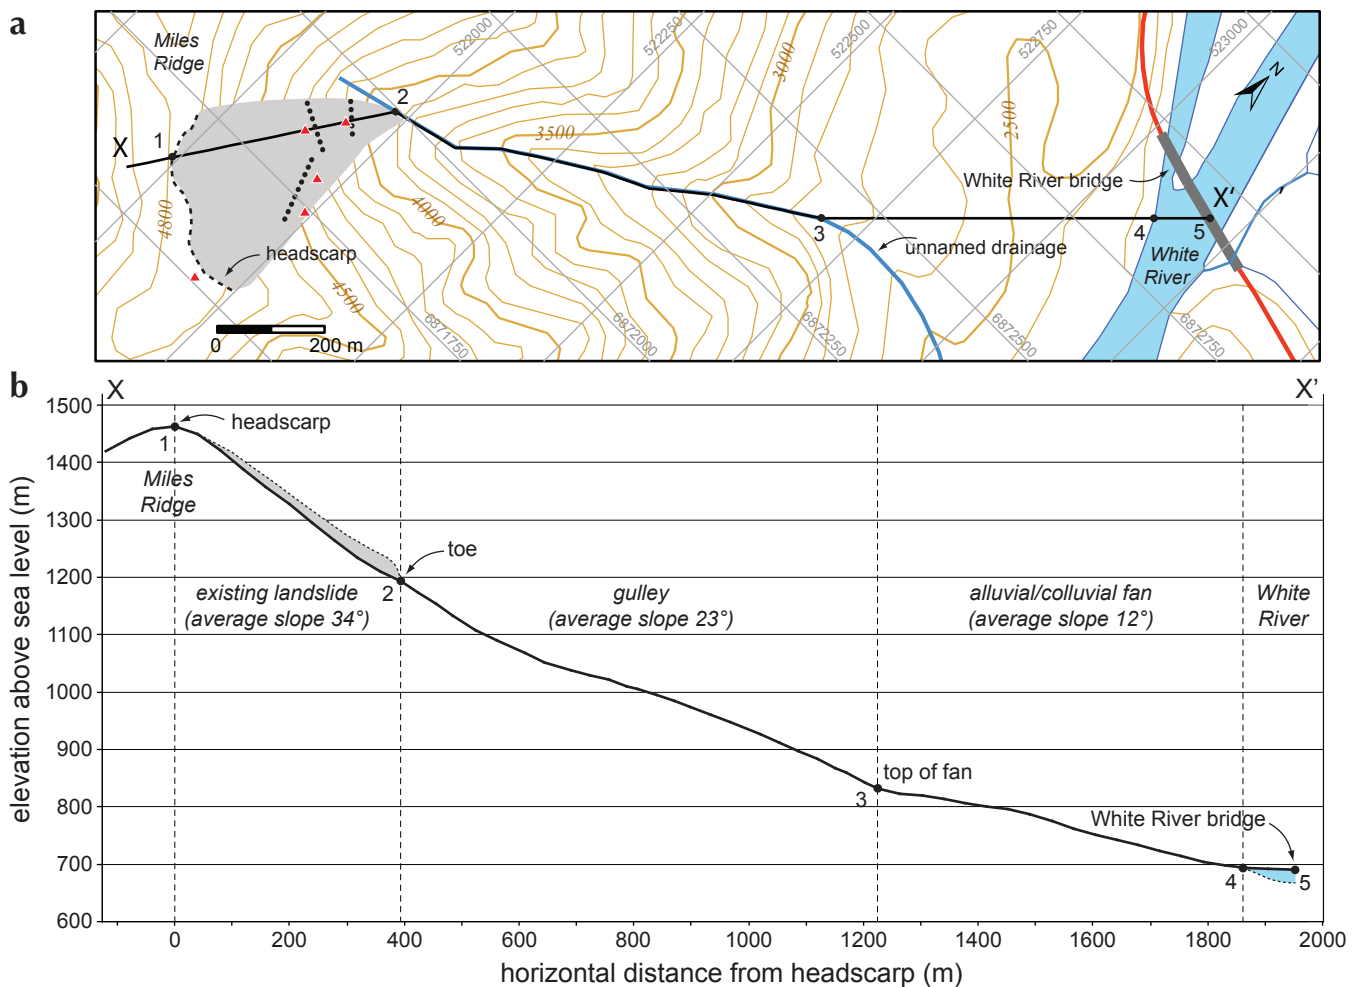 a
Miles
Ridge
522000
522250
522500
522750
523000
N
3000
2500
3500
4000
4500
4800
X
1
2
3
4
5
X'
'
White River bridge
unnamed drainage
White
River
headscarp
0 200 m
6871750
6872000
6872250
6872500
6872750
b
X
X'
1500
1400
1300
1200
1100
1000
900
800
700
600
elevation above sea level (m)
headscarp
1
Miles
Ridge
toe
2
existing landslide
(average slope 34°)
gulley
(average slope 23°)
alluvial/colluvial fan
(average slope 12°)
White
River
top of fan
3
White River bridge
4
5
0 200 400 600 800 1000 1200 1400 1600 1800 2000
horizontal distance from headscarp (m)